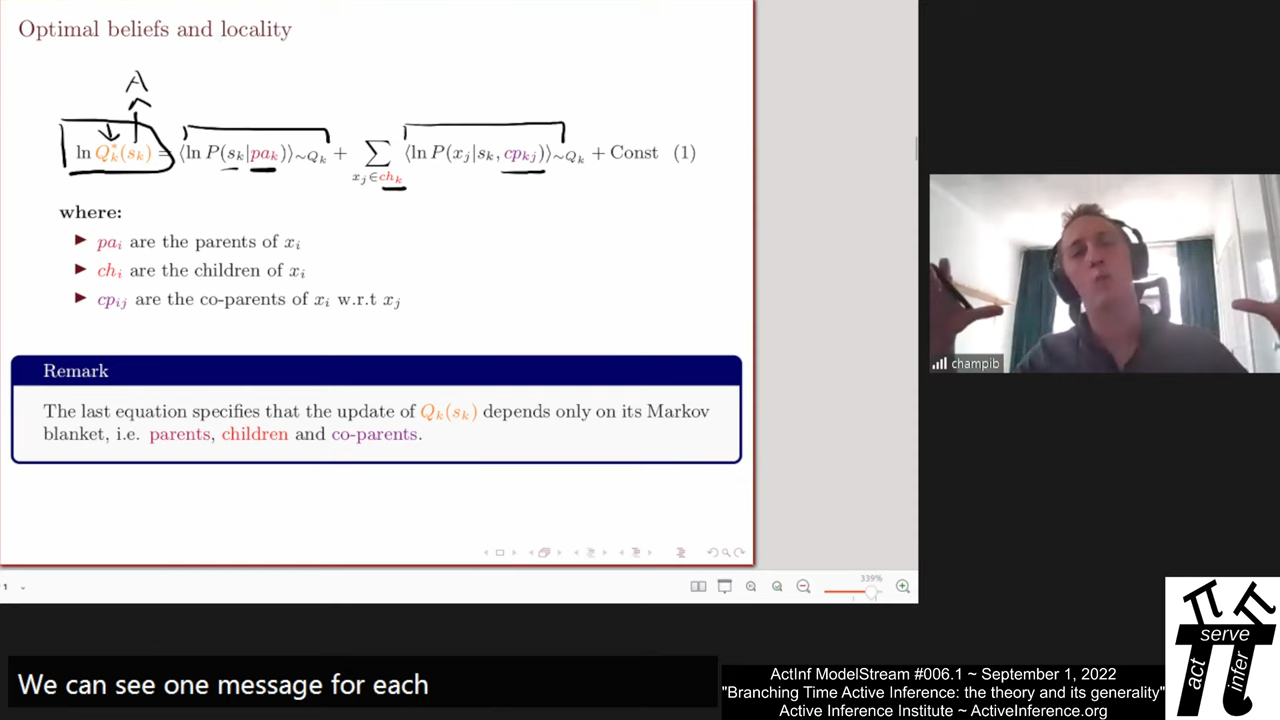 Optimal beliefs and locality
A
ln Q*k(sk) = ⟨ln P(sk|pak)⟩∼Qk + ∑xj∈chk ⟨ln P(xj|sk, cpkj)⟩∼Qk + Const (1)
where:
pai are the parents of xi
chi are the children of xi
cpij are the co-parents of xi w.r.t xj
Remark
The last equation specifies that the update of Qk(sk) depends only on its Markov
blanket, i.e. parents, children and co-parents.
1
339%
champib
We can see one message for each
π π
serve
act
infer
π
ActInf ModelStream #006.1 ~ September 1, 2022
"Branching Time Active Inference: the theory and its generality"
Active Inference Institute ~ ActiveInference.org